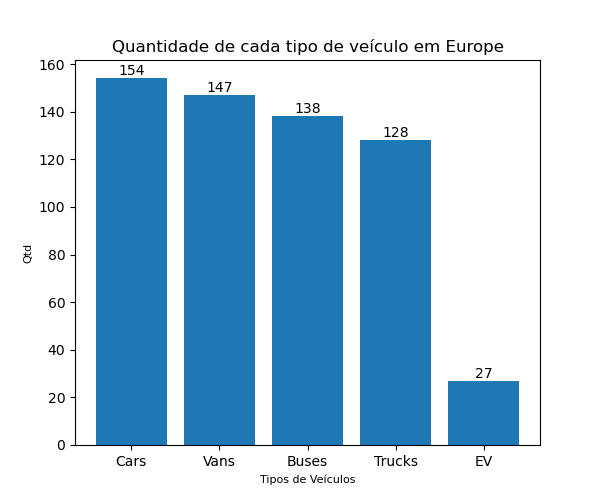 Quantidade de cada tipo de veículo em Europe
160
140
120
100
80
60
40
20
0
Qtd
154
147
138
128
27
Cars
Vans
Buses
Trucks
EV
Tipos de Veículos